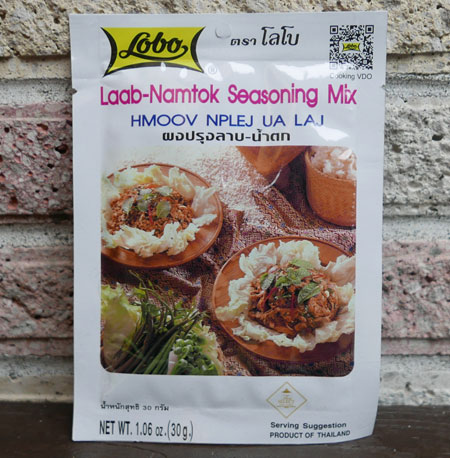 Lobo
ตรา โลโบ
Cooking VDO
Laab-Namtok Seasoning Mix
HMOOV NPLEJ UA LAJ
ผงปรุงลาบ-น้ำตก
น้ำหนักสุทธิ 30 กรัม
NET WT. 1.06 oz. (30 g.)
Serving Suggestion
PRODUCT OF THAILAND